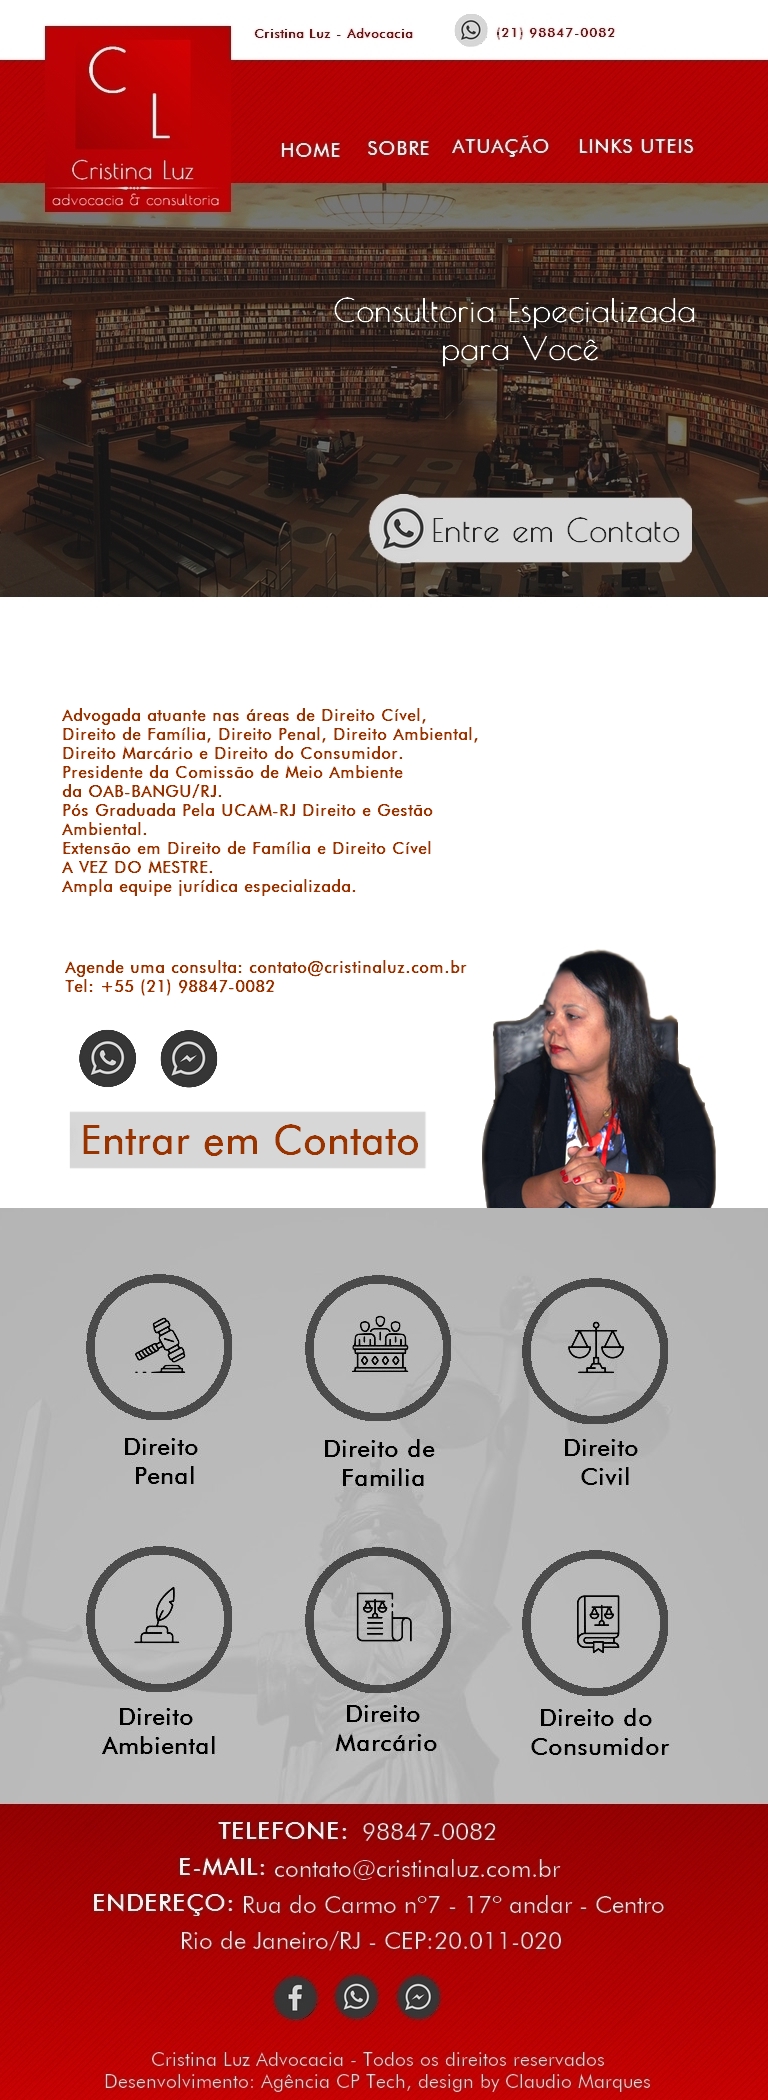 Cristina Luz - Advocacia
(21) 98847-0082
C
L
Cristina Luz
advocacia & consultoria
HOME SOBRE ATUAÇÃO LINKS UTEIS
Consultoria Especializada
para Você
Entre em Contato
Advogada atuante nas áreas de Direito Cível,
Direito de Família, Direito Penal, Direito Ambiental,
Direito Marcário e Direito do Consumidor.
Presidente da Comissão de Meio Ambiente
da OAB-BANGU/RJ.
Pós Graduada Pela UCAM-RJ Direito e Gestão
Ambiental.
Extensão em Direito de Família e Direito Cível
A VEZ DO MESTRE.
Ampla equipe jurídica especializada.
Agende uma consulta: contato@cristinaluz.com.br
Tel: +55 (21) 98847-0082
Entrar em Contato
Direito
Penal
Direito de
Familia
Direito
Civil
Direito
Ambiental
Direito
Marcário
Direito do
Consumidor
TELEFONE: 98847-0082
E-MAIL: contato@cristinaluz.com.br
ENDEREÇO: Rua do Carmo nº7 - 17º andar - Centro
Rio de Janeiro/RJ - CEP:20.011-020
Cristina Luz Advocacia - Todos os direitos reservados
Desenvolvimento: Agência CP Tech, design by Claudio Marques